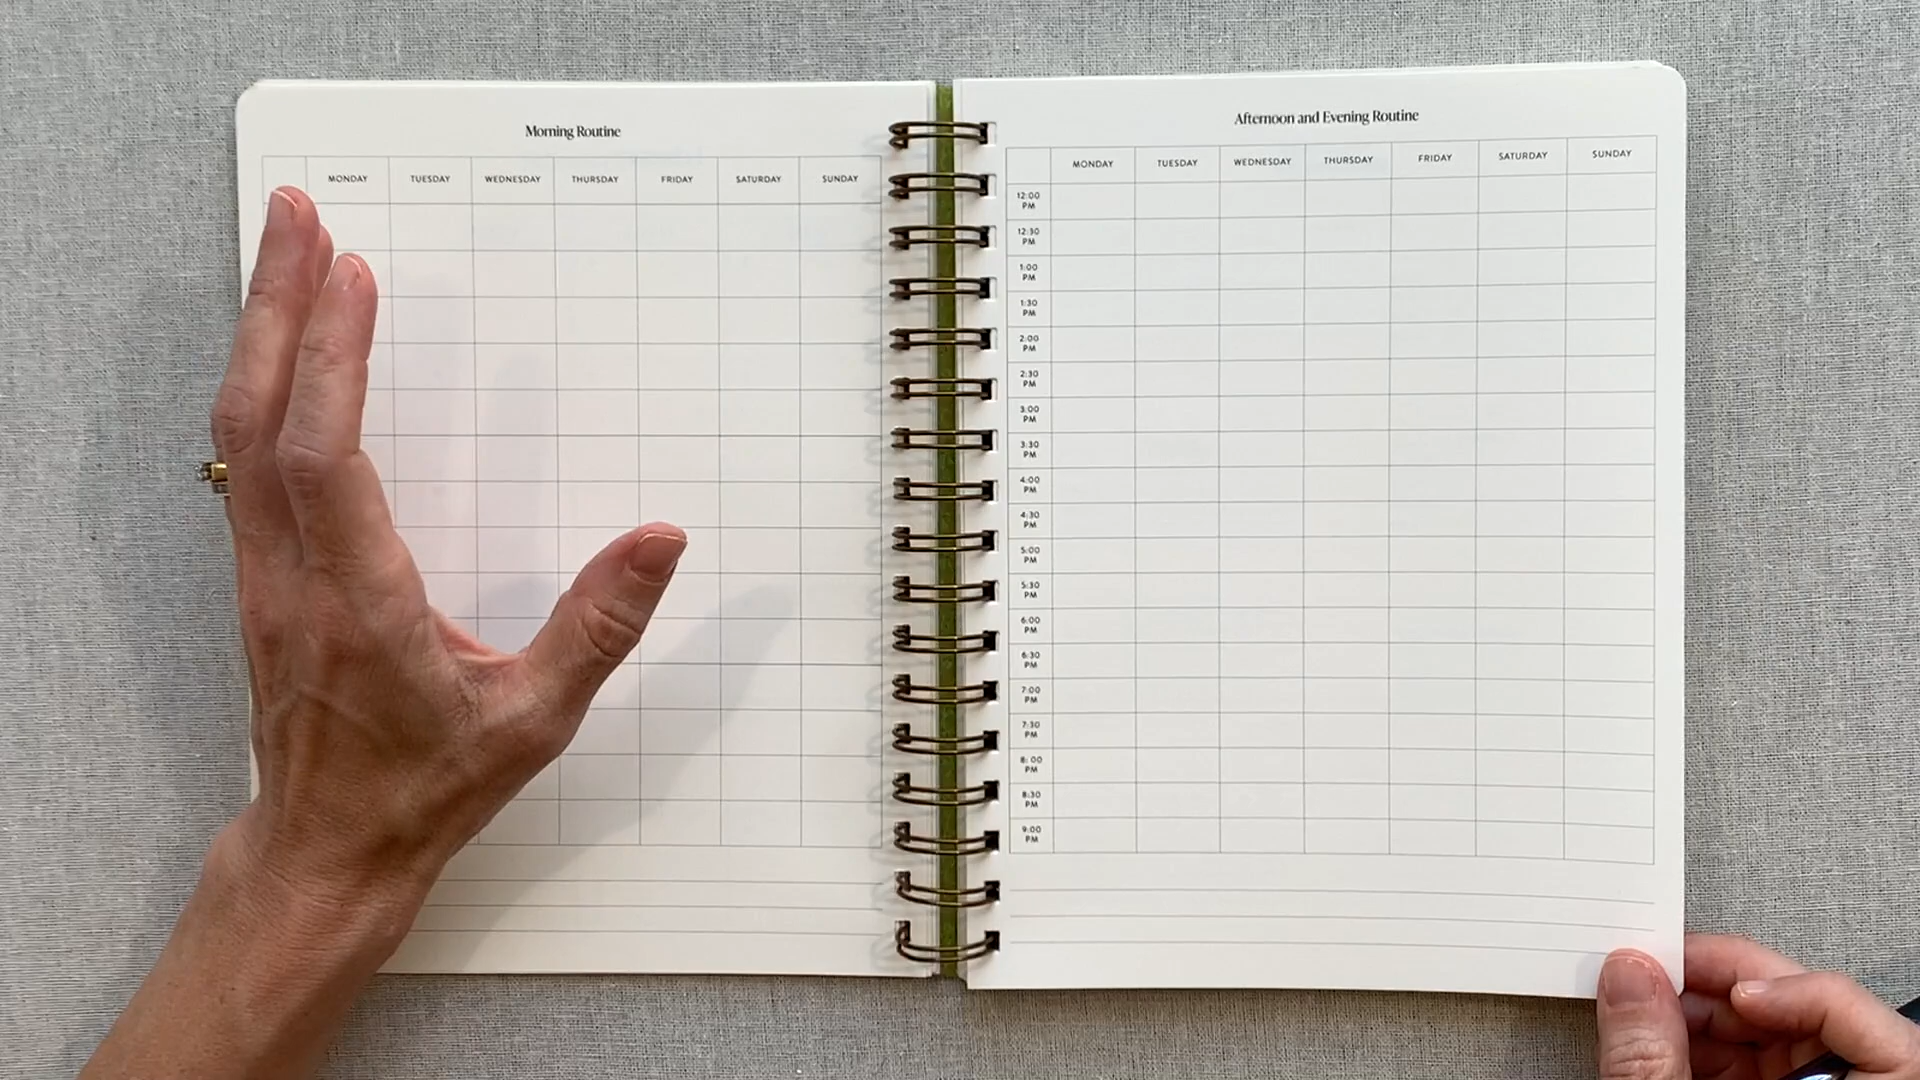 Morning Routine
MONDAY TUESDAY WEDNESDAY THURSDAY FRIDAY SATURDAY SUNDAY
Afternoon and Evening Routine
MONDAY TUESDAY WEDNESDAY THURSDAY FRIDAY SATURDAY SUNDAY
12:00
PM
12:30
PM
1:00
PM
1:30
PM
2:00
PM
2:30
PM
3:00
PM
3:30
PM
4:00
PM
4:30
PM
5:00
PM
5:30
PM
6:00
PM
6:30
PM
7:00
PM
7:30
PM
8:00
PM
8:30
PM
9:00
PM